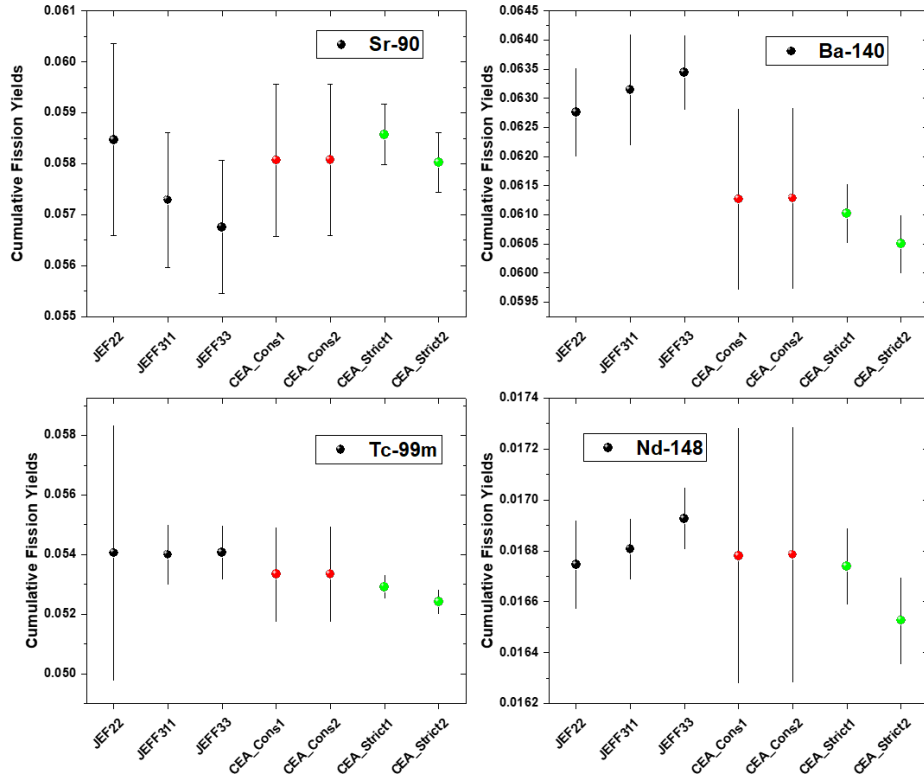 Cumulative Fission Yields
0.061
0.060
0.059
0.058
0.057
0.056
0.055
Sr-90
JEF22
JEFF311
JEFF33
CEA_Cons1
CEA_Cons2
CEA_Strict1
CEA_Strict2
Cumulative Fission Yields
0.0645
0.0640
0.0635
0.0630
0.0625
0.0620
0.0615
0.0610
0.0605
0.0600
0.0595
Ba-140
JEF22
JEFF311
JEFF33
CEA_Cons1
CEA_Cons2
CEA_Strict1
CEA_Strict2
Cumulative Fission Yields
0.058
0.056
0.054
0.052
0.050
Tc-99m
JEF22
JEFF311
JEFF33
CEA_Cons1
CEA_Cons2
CEA_Strict1
CEA_Strict2
Cumulative Fission Yields
0.0174
0.0172
0.0170
0.0168
0.0166
0.0164
0.0162
Nd-148
JEF22
JEFF311
JEFF33
CEA_Cons1
CEA_Cons2
CEA_Strict1
CEA_Strict2